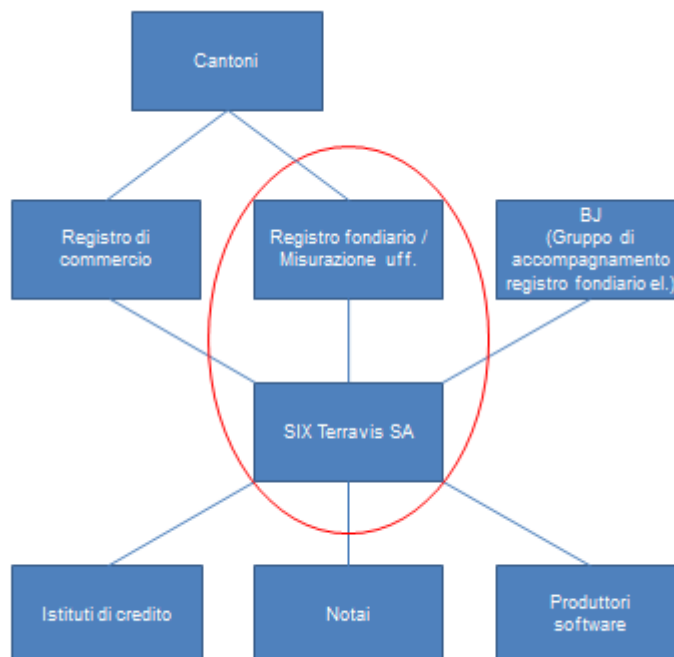 Cantoni
Registro di
commercio
Registro fondiario /
Misurazione uff.
BJ
(Gruppo di
accompagnamento
registro fondiario el.)
SIX Terravis SA
Istituti di credito
Notai
Produttori
software